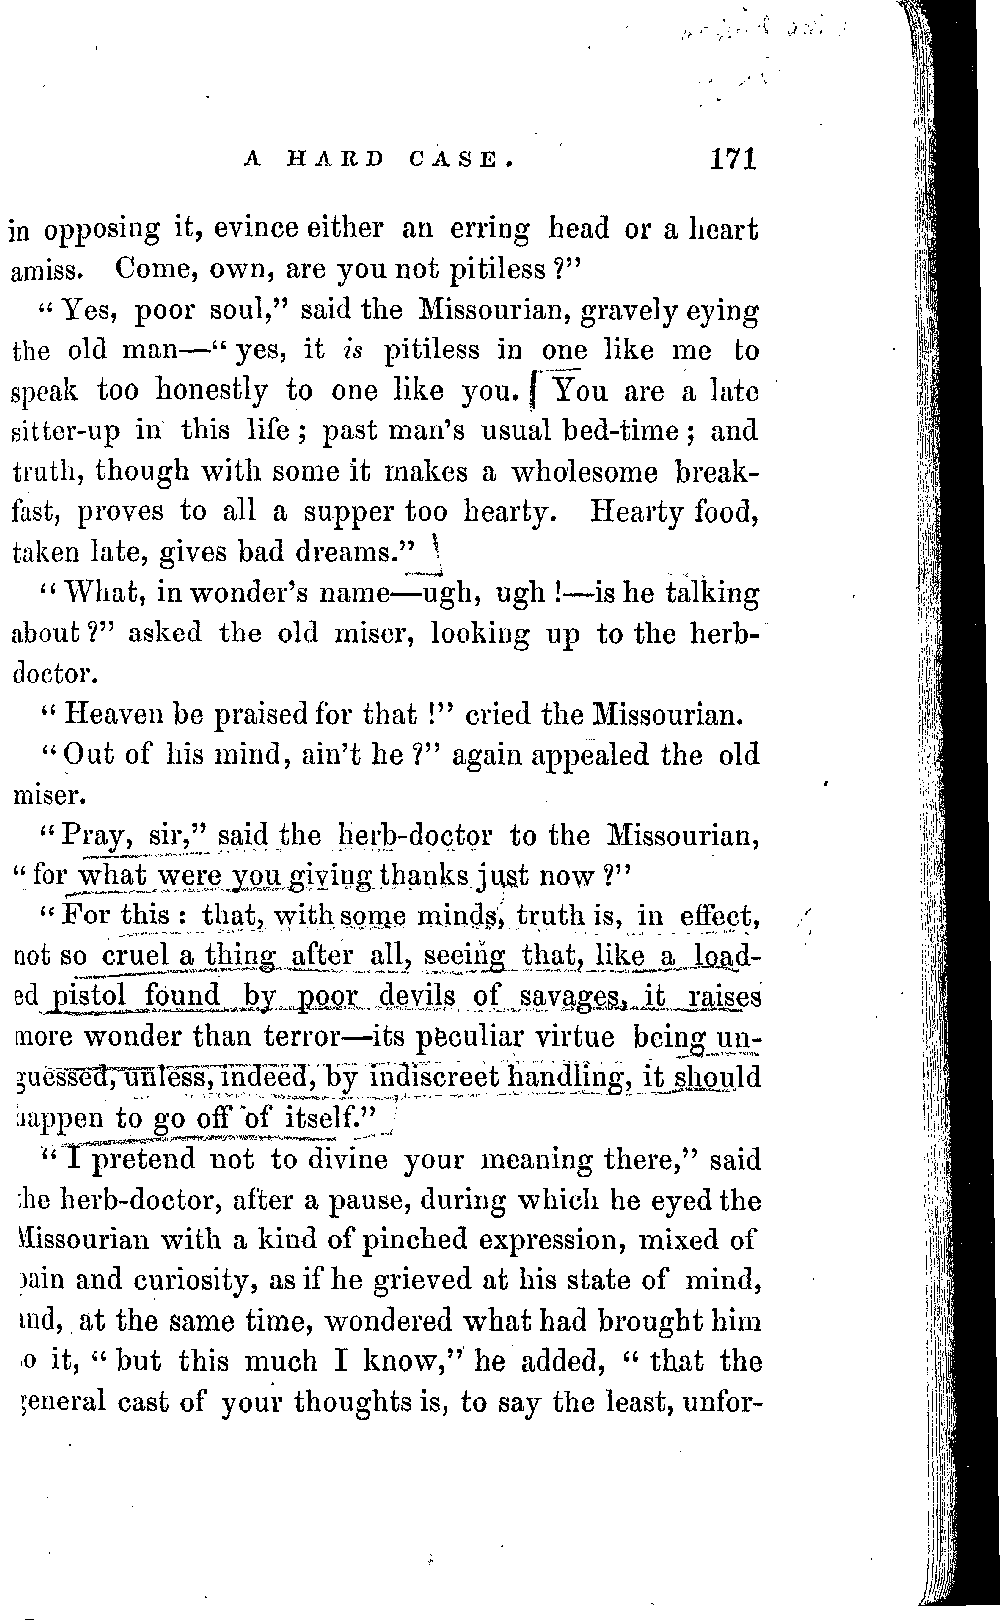 A HARD CASE. 171
in opposing it, evince either an erring head or a heart
amiss. Come, own, are you not pitiless?"
"Yes, poor soul," said the Missourian, gravely eying
the old man—"yes, it is pitiless in one like me to
speak too honestly to one like you. You are a late
sitter-up in this life; past man's usual bed-time; and
truth, though with some it makes a wholesome break-
fast, proves to all a supper too hearty. Hearty food,
taken late, gives bad dreams."
"What, in wonder's name—ugh, ugh!—is he talking
about?" asked the old miser, looking up to the herb-
doctor.
"Heaven be praised for that!" cried the Missourian.
"Out of his mind, ain't he?" again appealed the old
miser.
"Pray, sir," said the herb-doctor to the Missourian,
"for what were you giving thanks just now?"
"For this: that, with some minds, truth is, in effect,
not so cruel a thing after all, seeing that, like a load-
ed pistol found by poor devils of savages, it raises
more wonder than terror—its peculiar virtue being un-
guessed, unless, indeed, by indiscreet handling, it should
happen to go off of itself."
"I pretend not to divine your meaning there," said
the herb-doctor, after a pause, during which he eyed the
Missourian with a kind of pinched expression, mixed of
pain and curiosity, as if he grieved at his state of mind,
and, at the same time, wondered what had brought him
to it, "but this much I know," he added, "that the
general cast of your thoughts is, to say the least, unfor-